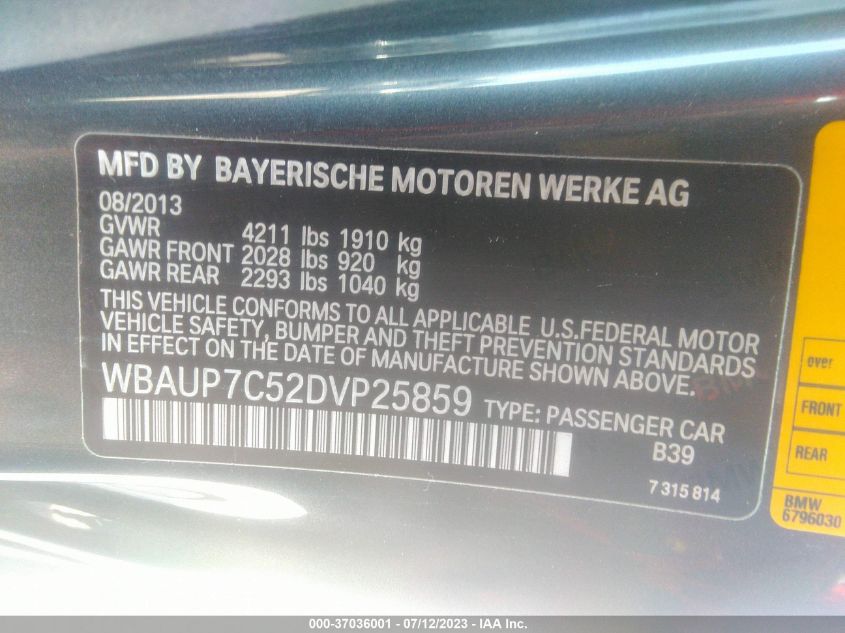 MFD BY BAYERISCHE MOTOREN WERKE AG
08/2013
GVWR 4211 lbs 1910 kg
GAWR FRONT 2028 lbs 920 kg
GAWR REAR 2293 lbs 1040 kg
THIS VEHICLE CONFORMS TO ALL APPLICABLE U.S.FEDERAL MOTOR
VEHICLE SAFETY, BUMPER AND THEFT PREVENTION STANDARDS
IN EFFECT ON THE DATE OF MANUFACTURE SHOWN ABOVE.
WBAUP7C52DVP25859 TYPE: PASSENGER CAR
B39
7 315 814
over
FRONT
REAR
BMW
6796030
000-37036001 - 07/12/2023 - IAA Inc.